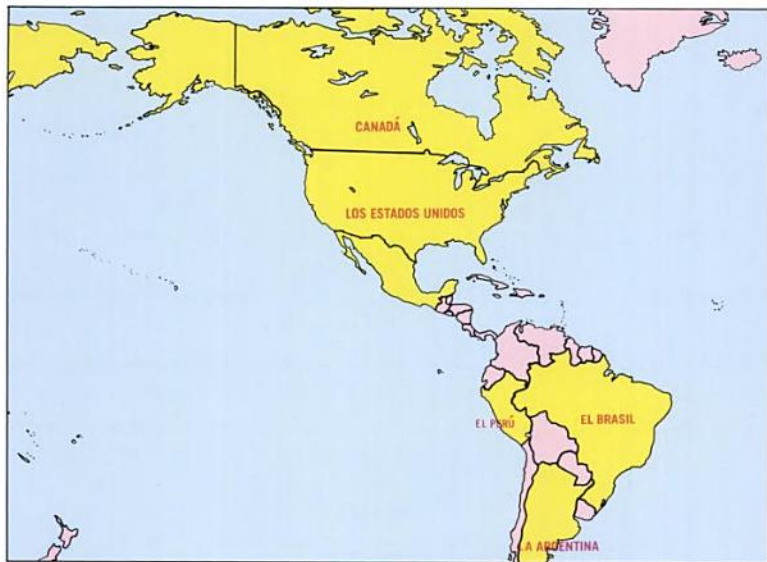 CANADÁ
LOS ESTADOS UNIDOS
EL PERÚ
EL BRASIL
LA ARGENTINA